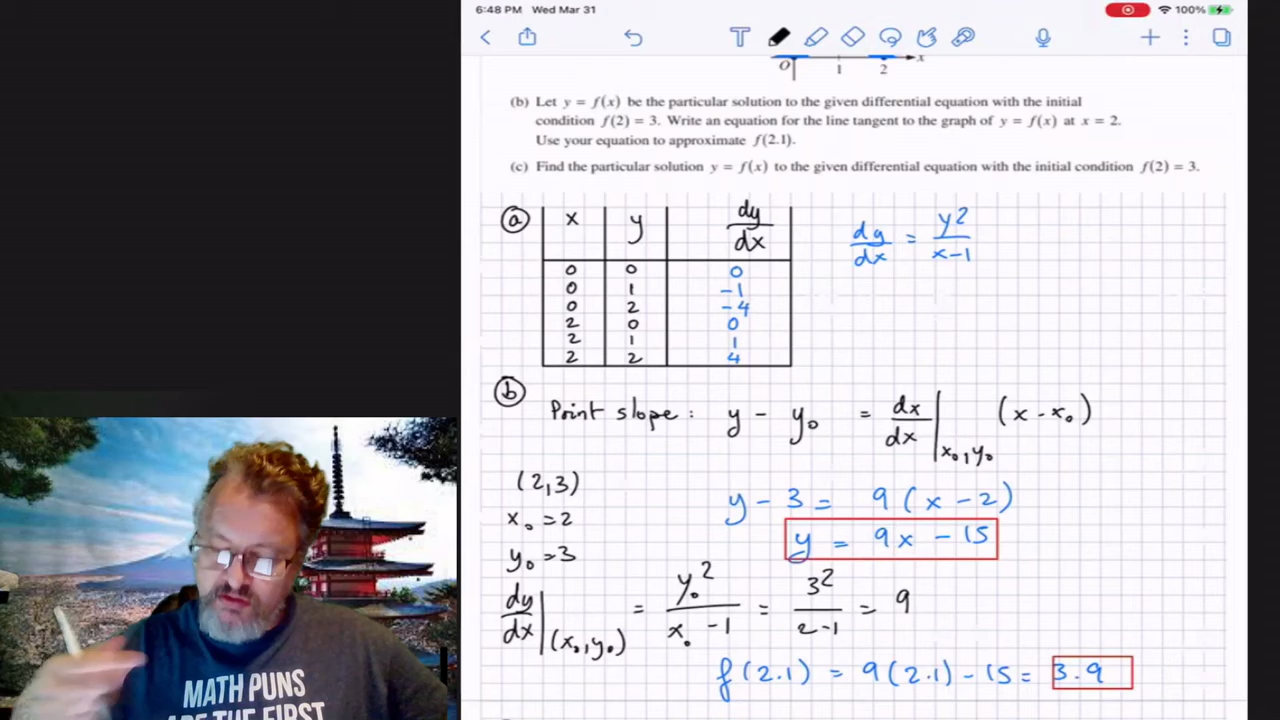 6:48 PM Wed Mar 31
100%
T
O 1 2 x
(b) Let y = f(x) be the particular solution to the given differential equation with the initial
condition f(2) = 3. Write an equation for the line tangent to the graph of y = f(x) at x = 2.
Use your equation to approximate f(2.1).
(c) Find the particular solution y = f(x) to the given differential equation with the initial condition f(2) = 3.
(a) x y dy/dx
dy/dx = y²/(x-1)
0 0 0
0 1 -1
0 2 -4
2 0 0
2 1 1
2 2 4
(b) Point slope: y - y₀ = dx/dx | x₀,y₀ (x - x₀)
(2,3)
x₀ = 2
y₀ = 3
y - 3 = 9(x - 2)
y = 9x - 15
dy/dx | (x₀,y₀) = y₀²/(x₀ - 1) = 3²/(2-1) = 9
f(2.1) = 9(2.1) - 15 = 3.9
MATH PUNS
ARE THE FIRST